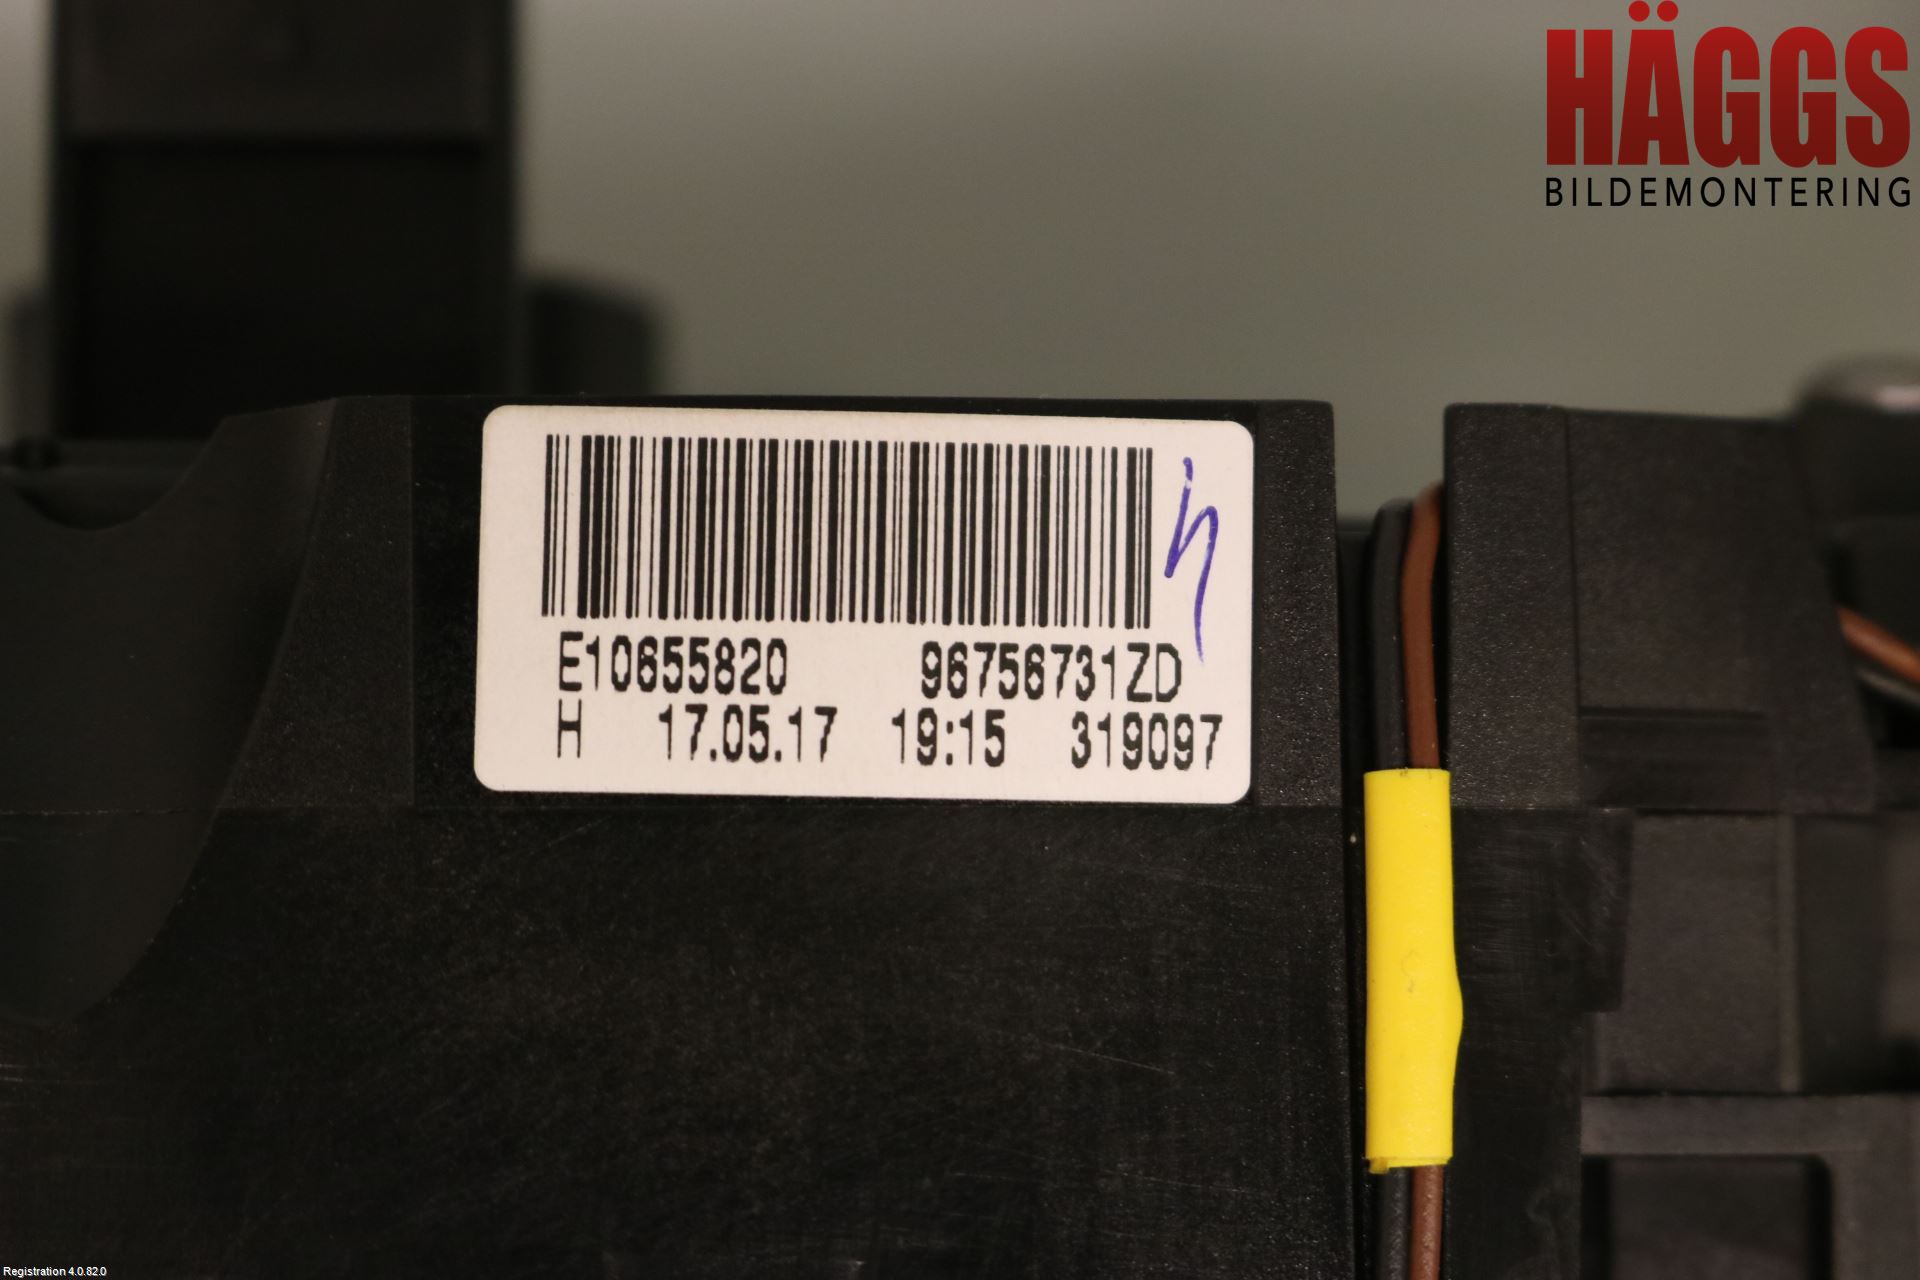 HÄGGS
BILDEMONTERING
E10655820 96756731ZD
H 17.05.17 19:15 319097
Registration 4.0.82.0